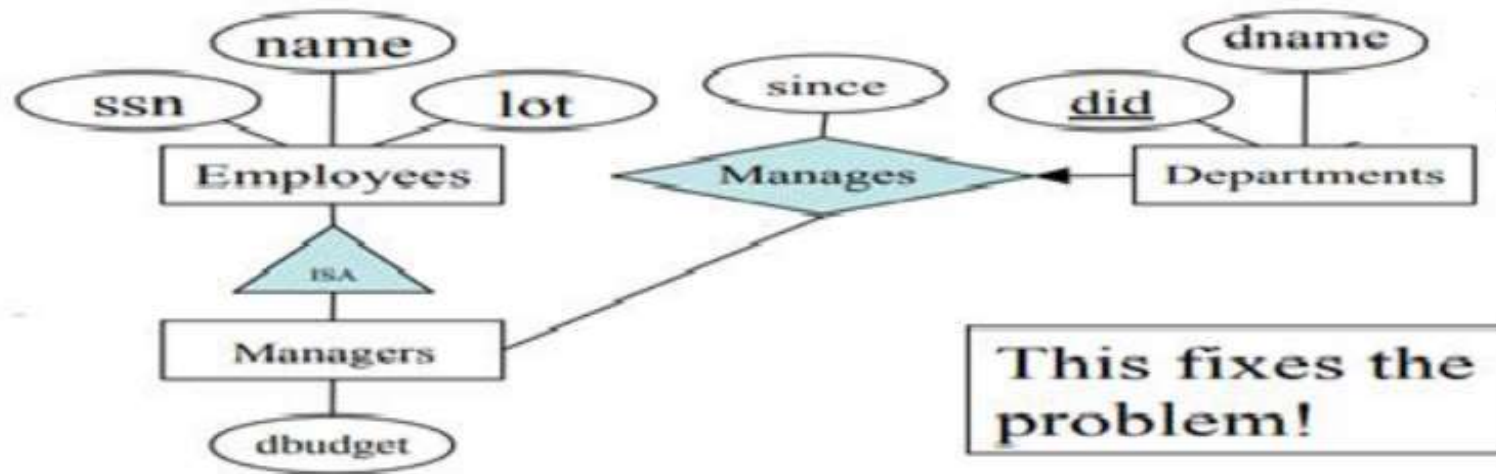 name
ssn
lot
Employees
since
dname
did
Manages
Departments
ISA
Managers
dbudget
This fixes the
problem!